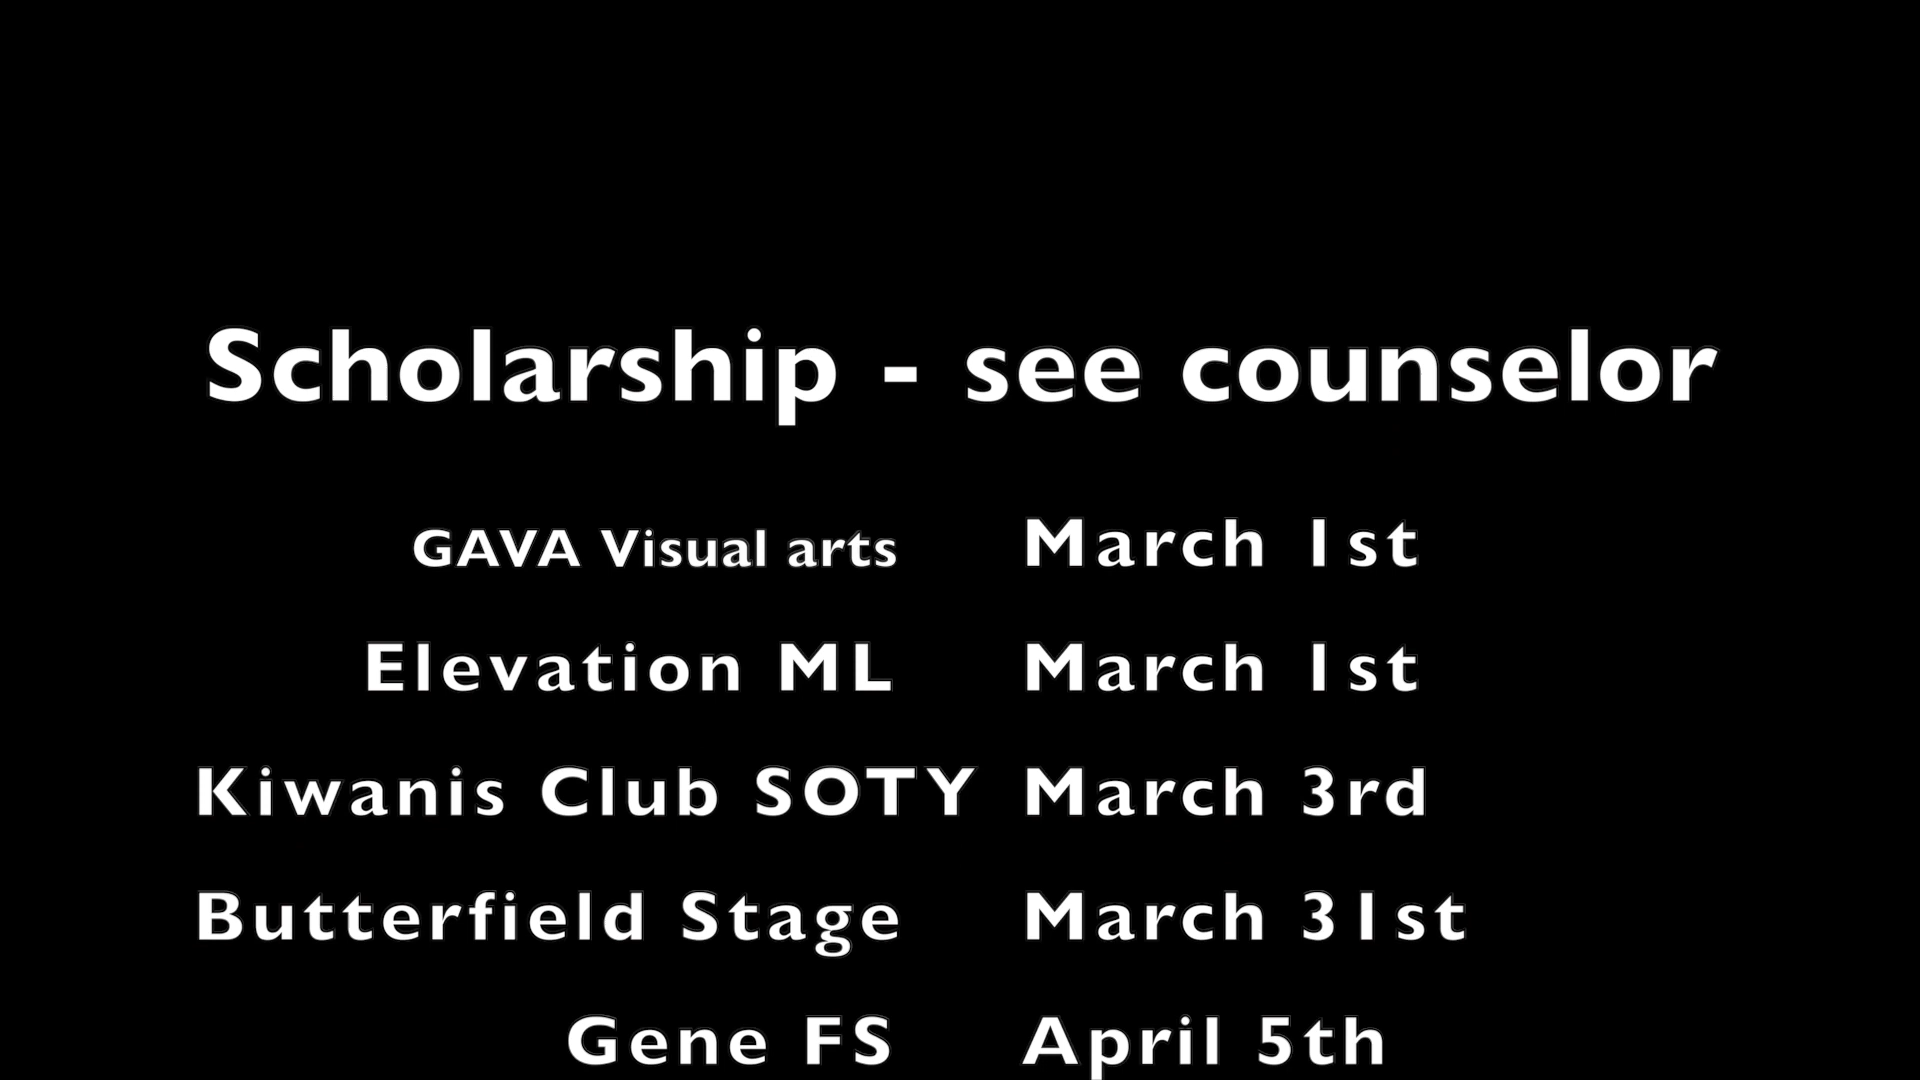 Scholarship - see counselor
GAVA Visual arts March 1st
Elevation ML March 1st
Kiwanis Club SOTY March 3rd
Butterfield Stage March 31st
Gene FS April 5th